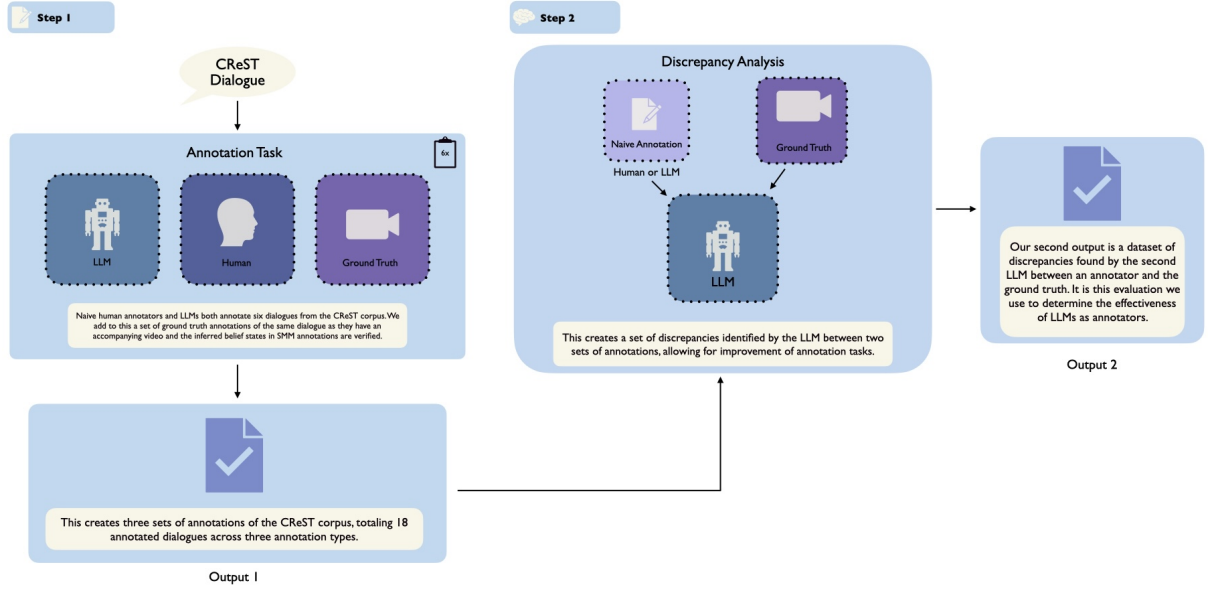 Step 1
CReST
Dialogue
Annotation Task
6x
LLM
Human
Ground Truth
Naive human annotators and LLMs both annotate six dialogues from the CReST corpus. We
add to this a set of ground truth annotations of the same dialogue as they have an
accompanying video and the inferred belief states in SMM annotations are verified.
This creates three sets of annotations of the CReST corpus, totaling 18
annotated dialogues across three annotation types.
Output 1
Step 2
Discrepancy Analysis
Naive Annotation
Ground Truth
Human or LLM
LLM
This creates a set of discrepancies identified by the LLM between two
sets of annotations, allowing for improvement of annotation tasks.
Our second output is a dataset of
discrepancies found by the second
LLM between an annotator and the
ground truth. It is this evaluation we
use to determine the effectiveness
of LLMs as annotators.
Output 2